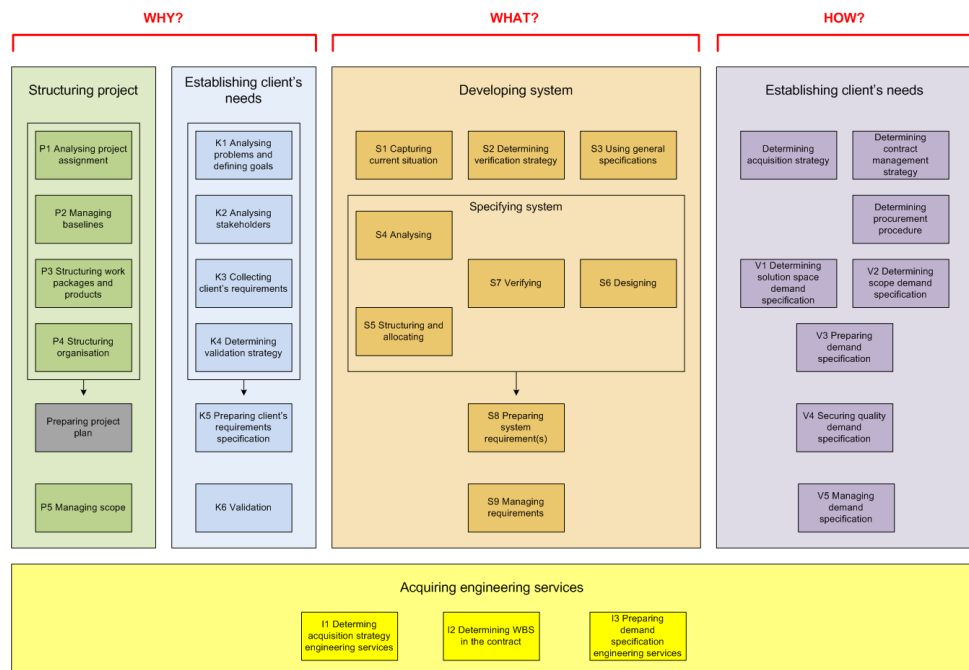 WHY?
WHAT?
HOW?
Structuring project
P1 Analysing project
assignment
P2 Managing
baselines
P3 Structuring work
packages and
products
P4 Structuring
organisation
Preparing project
plan
P5 Managing scope
Establishing client's
needs
K1 Analysing
problems and
defining goals
K2 Analysing
stakeholders
K3 Collecting
client's requirements
K4 Determining
validation strategy
K5 Preparing client's
requirements
specification
K6 Validation
Developing system
S1 Capturing
current situation
S2 Determining
verification strategy
S3 Using general
specifications
Specifying system
S4 Analysing
S7 Verifying
S6 Designing
S5 Structuring and
allocating
S8 Preparing
system
requirement(s)
S9 Managing
requirements
Establishing client's needs
Determining
acquisition strategy
Determining
contract
management
strategy
Determining
procurement
procedure
V1 Determining
solution space
demand
specification
V2 Determining
scope demand
specification
V3 Preparing
demand
specification
V4 Securing quality
demand
specification
V5 Managing
demand
specification
Acquiring engineering services
I1 Determing
acquisition strategy
engineering services
I2 Determining WBS
in the contract
I3 Preparing
demand
specification
engineering services